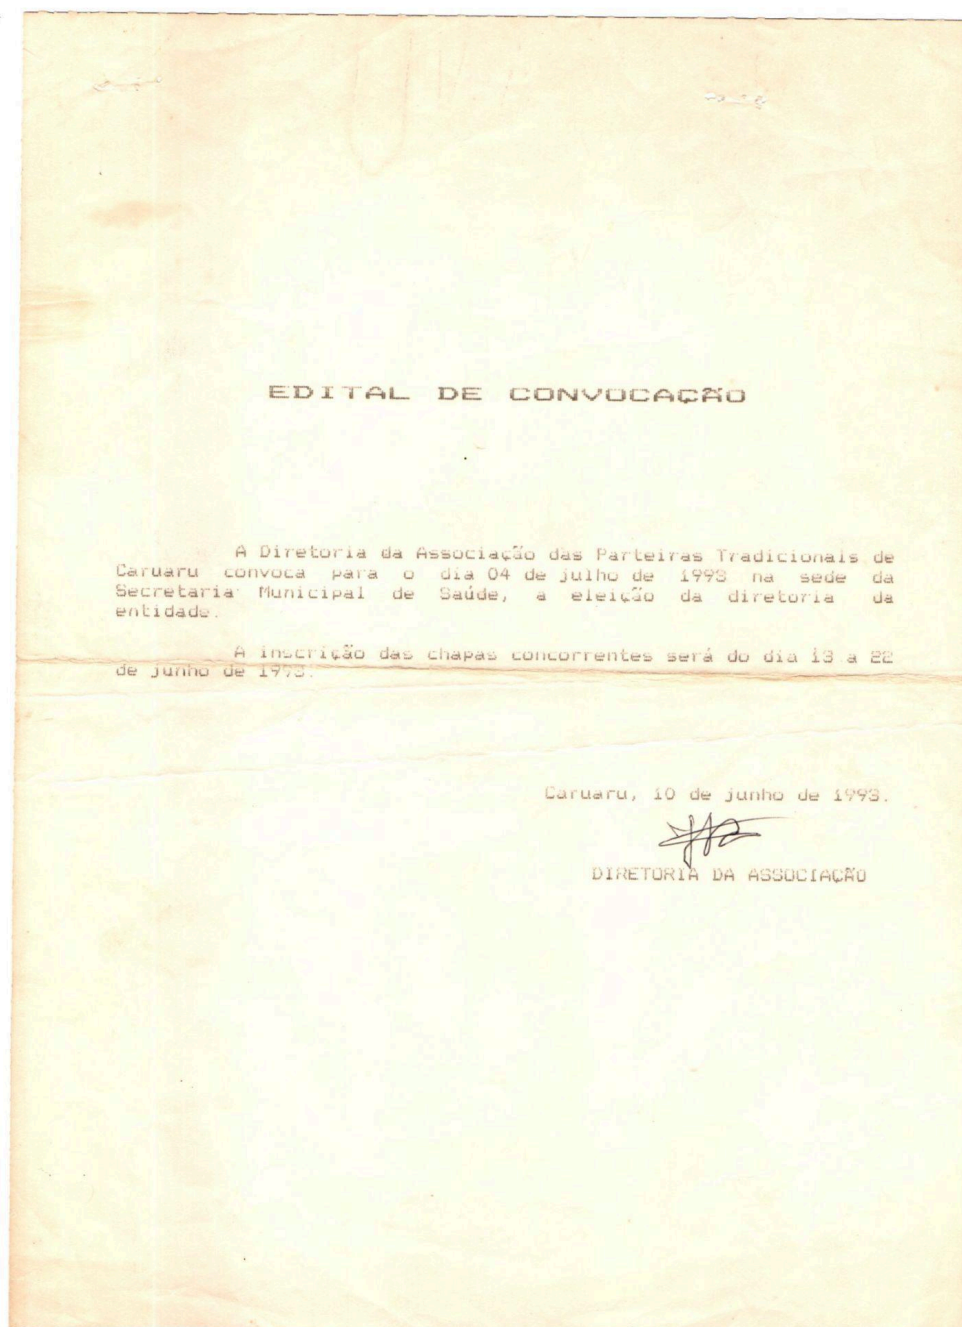 EDITAL DE CONVOCAÇÃO
A Diretoria da Associação das Parteiras Tradicionais de
Caruaru convoca para o dia 04 de julho de 1993 na sede da
Secretaria Municipal de Saúde, a eleição da diretoria da
entidade.
A inscrição das chapas concorrentes será do dia 13 a 22
de junho de 1993.
Caruaru, 10 de junho de 1993.
DIRETORIA DA ASSOCIAÇÃO